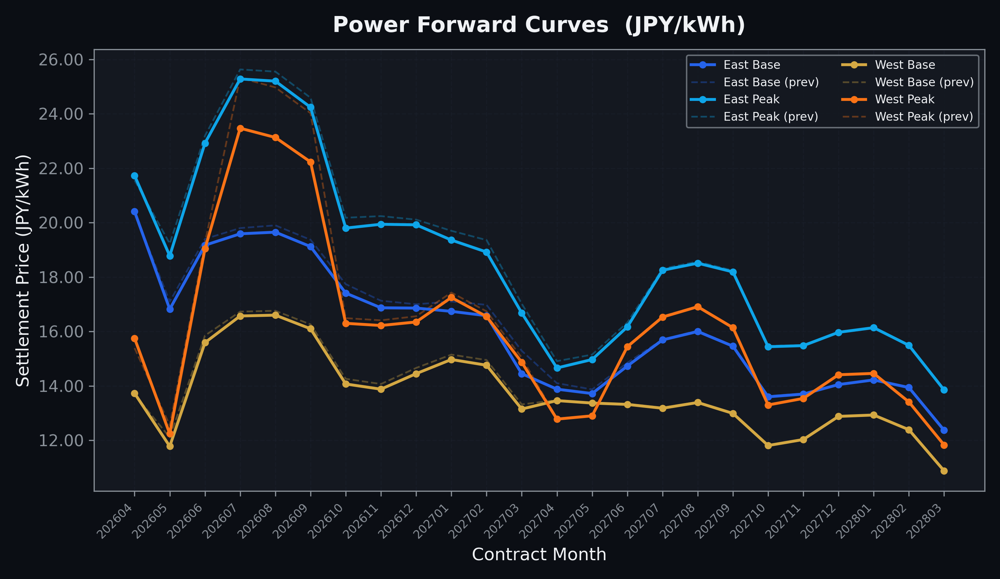 Power Forward Curves  (JPY/kWh)
East Base
East Base (prev)
East Peak
East Peak (prev)
West Base
West Base (prev)
West Peak
West Peak (prev)
Settlement Price (JPY/kWh)
26.00
24.00
22.00
20.00
18.00
16.00
14.00
12.00
202604
202605
202606
202607
202608
202609
202610
202611
202612
202701
202702
202703
202704
202705
202706
202707
202708
202709
202710
202711
202712
202801
202802
202803
Contract Month